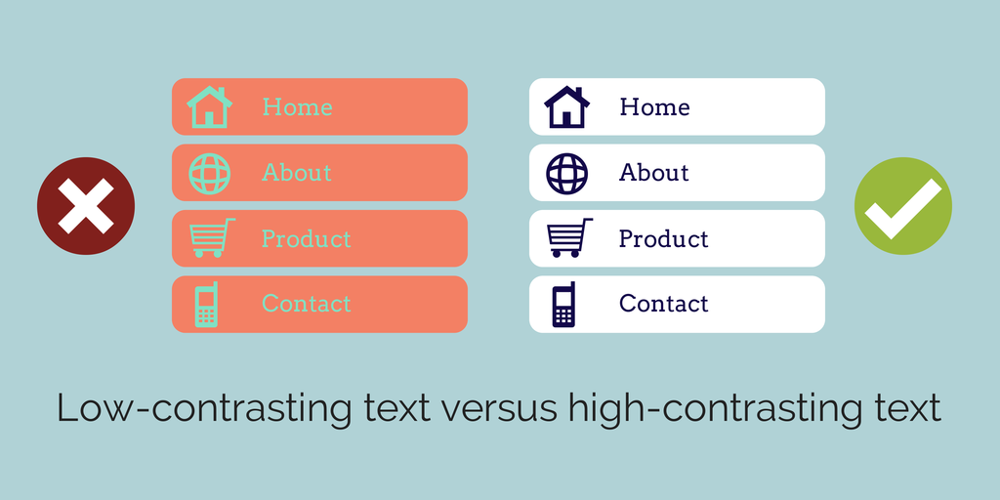 Home
About
Product
Contact
Home
About
Product
Contact
Low-contrasting text versus high-contrasting text